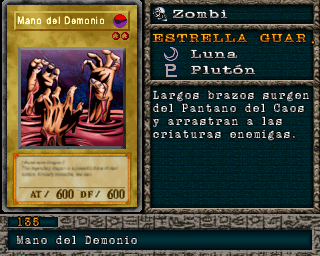 Mano del Demonio
AT/ 600 DF/ 600
Zombi
ESTRELLA GUAR.
Luna
Plutón
Largos brazos surgen
del Pantano del Caos
y arrastran a las
criaturas enemigas.
135
Mano del Demonio